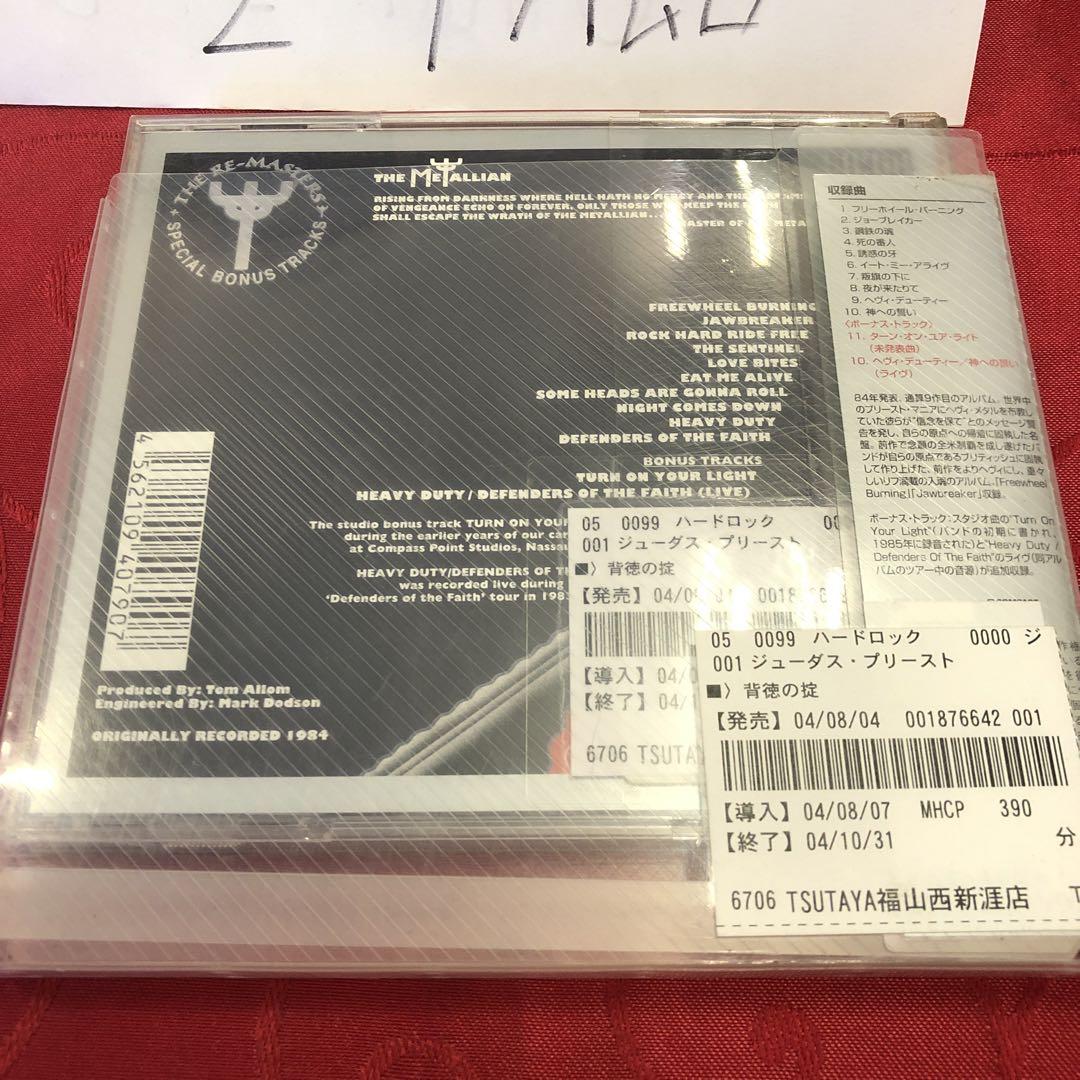 THE RE-MASTERS
SPECIAL BONUS TRACKS
THE METALLIAN
RISING FROM DARKNESS WHERE HELL HATH NO MERCY AND THE
OF VENGEANCE ECHO ON FOREVER. ONLY THOSE WHO KEEP THE
SHALL ESCAPE THE WRATH OF THE METALLIAN...
MASTER OF
META
FREEWHEEL BURNING
JAWBREAKER
ROCK HARD RIDE FREE
THE SENTINEL
LOVE BITES
EAT ME ALIVE
SOME HEADS ARE GONNA ROLL
NIGHT COMES DOWN
HEAVY DUTY
DEFENDERS OF THE FAITH
BONUS TRACKS
TURN ON YOUR LIGHT
HEAVY DUTY / DEFENDERS OF THE FAITH (LIVE)
The studio bonus track TURN ON YOUR
during the earlier years of our
at Compass Point Studios, Nassau
HEAVY DUTY/DEFENDERS OF
was recorded live during
'Defenders of the Faith' tour in
4 562109 407907
Produced By: Tom Allom
Engineered By: Mark Dodson
ORIGINALLY RECORDED 1984
収録曲
1. フリーホイール・バーニング
2. ジョーブレイカー
3. 鋼鉄の魂
4. 死の番人
5. 誘惑の牙
6. イート・ミー・アライヴ
7. 叛旗の下に
8. 夜が来たりて
9. ヘヴィ・デューティー
10. 神への誓い
〈ボーナス・トラック〉
11. ターン・オン・ユア・ライト
(未発表曲)
10. ヘヴィ・デューティー/神への誓い
(ライヴ)
84年発表、通算9作目のアルバム。世界中
のプリースト・マニアにヘヴィ・メタルを布教し
ていた彼らが"信念を保て"とのメッセージ警
告を発し、自らの原点への帰還に固執した名
盤。前作で念願の全米制覇を成し遂げたバ
ンドが自らの原点であるブリティッシュに固執
して作り上げた、前作をよりヘヴィにし、重々
しいリフ満載の入魂のアルバム。「Freewheel
Burning」「Jawbreaker」収録。
ボーナス・トラック:スタジオ曲の"Turn On
Your Light"(バンドの初期に書かれ、
1985年に録音された)と"Heavy Duty /
Defenders Of The Faith"のライヴ(同アル
バムのツアー中の音源)が追加収録。
05 0099 ハードロック
001 ジューダス・プリースト
■〉 背徳の掟
【発売】
【導入】
【終了】
6706 TSUTAYA
05 0099 ハードロック 0000 ジ
001 ジューダス・プリースト
■〉 背徳の掟
【発売】 04/08/04 001876642 001
【導入】 04/08/07 MHCP 390
【終了】 04/10/31 分
6706 TSUTAYA福山西新涯店 T